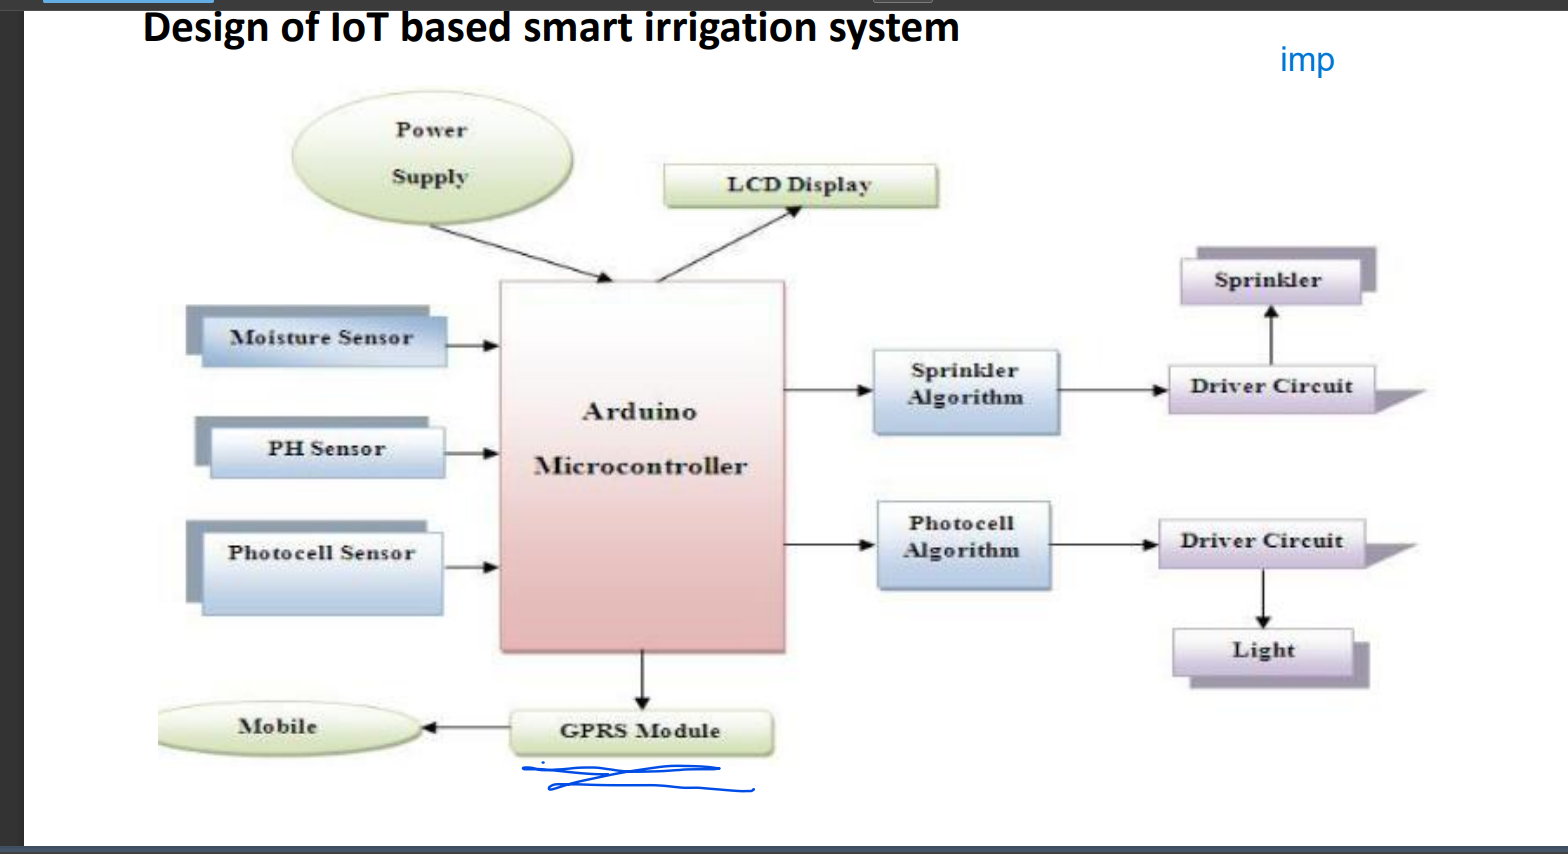 Design of IoT based smart irrigation system
imp
Power
Supply
LCD Display
Sprinkler
Moisture Sensor
Sprinkler
Algorithm
Driver Circuit
Arduino
Microcontroller
PH Sensor
Photocell Sensor
Photocell
Algorithm
Driver Circuit
Light
Mobile
GPRS Module